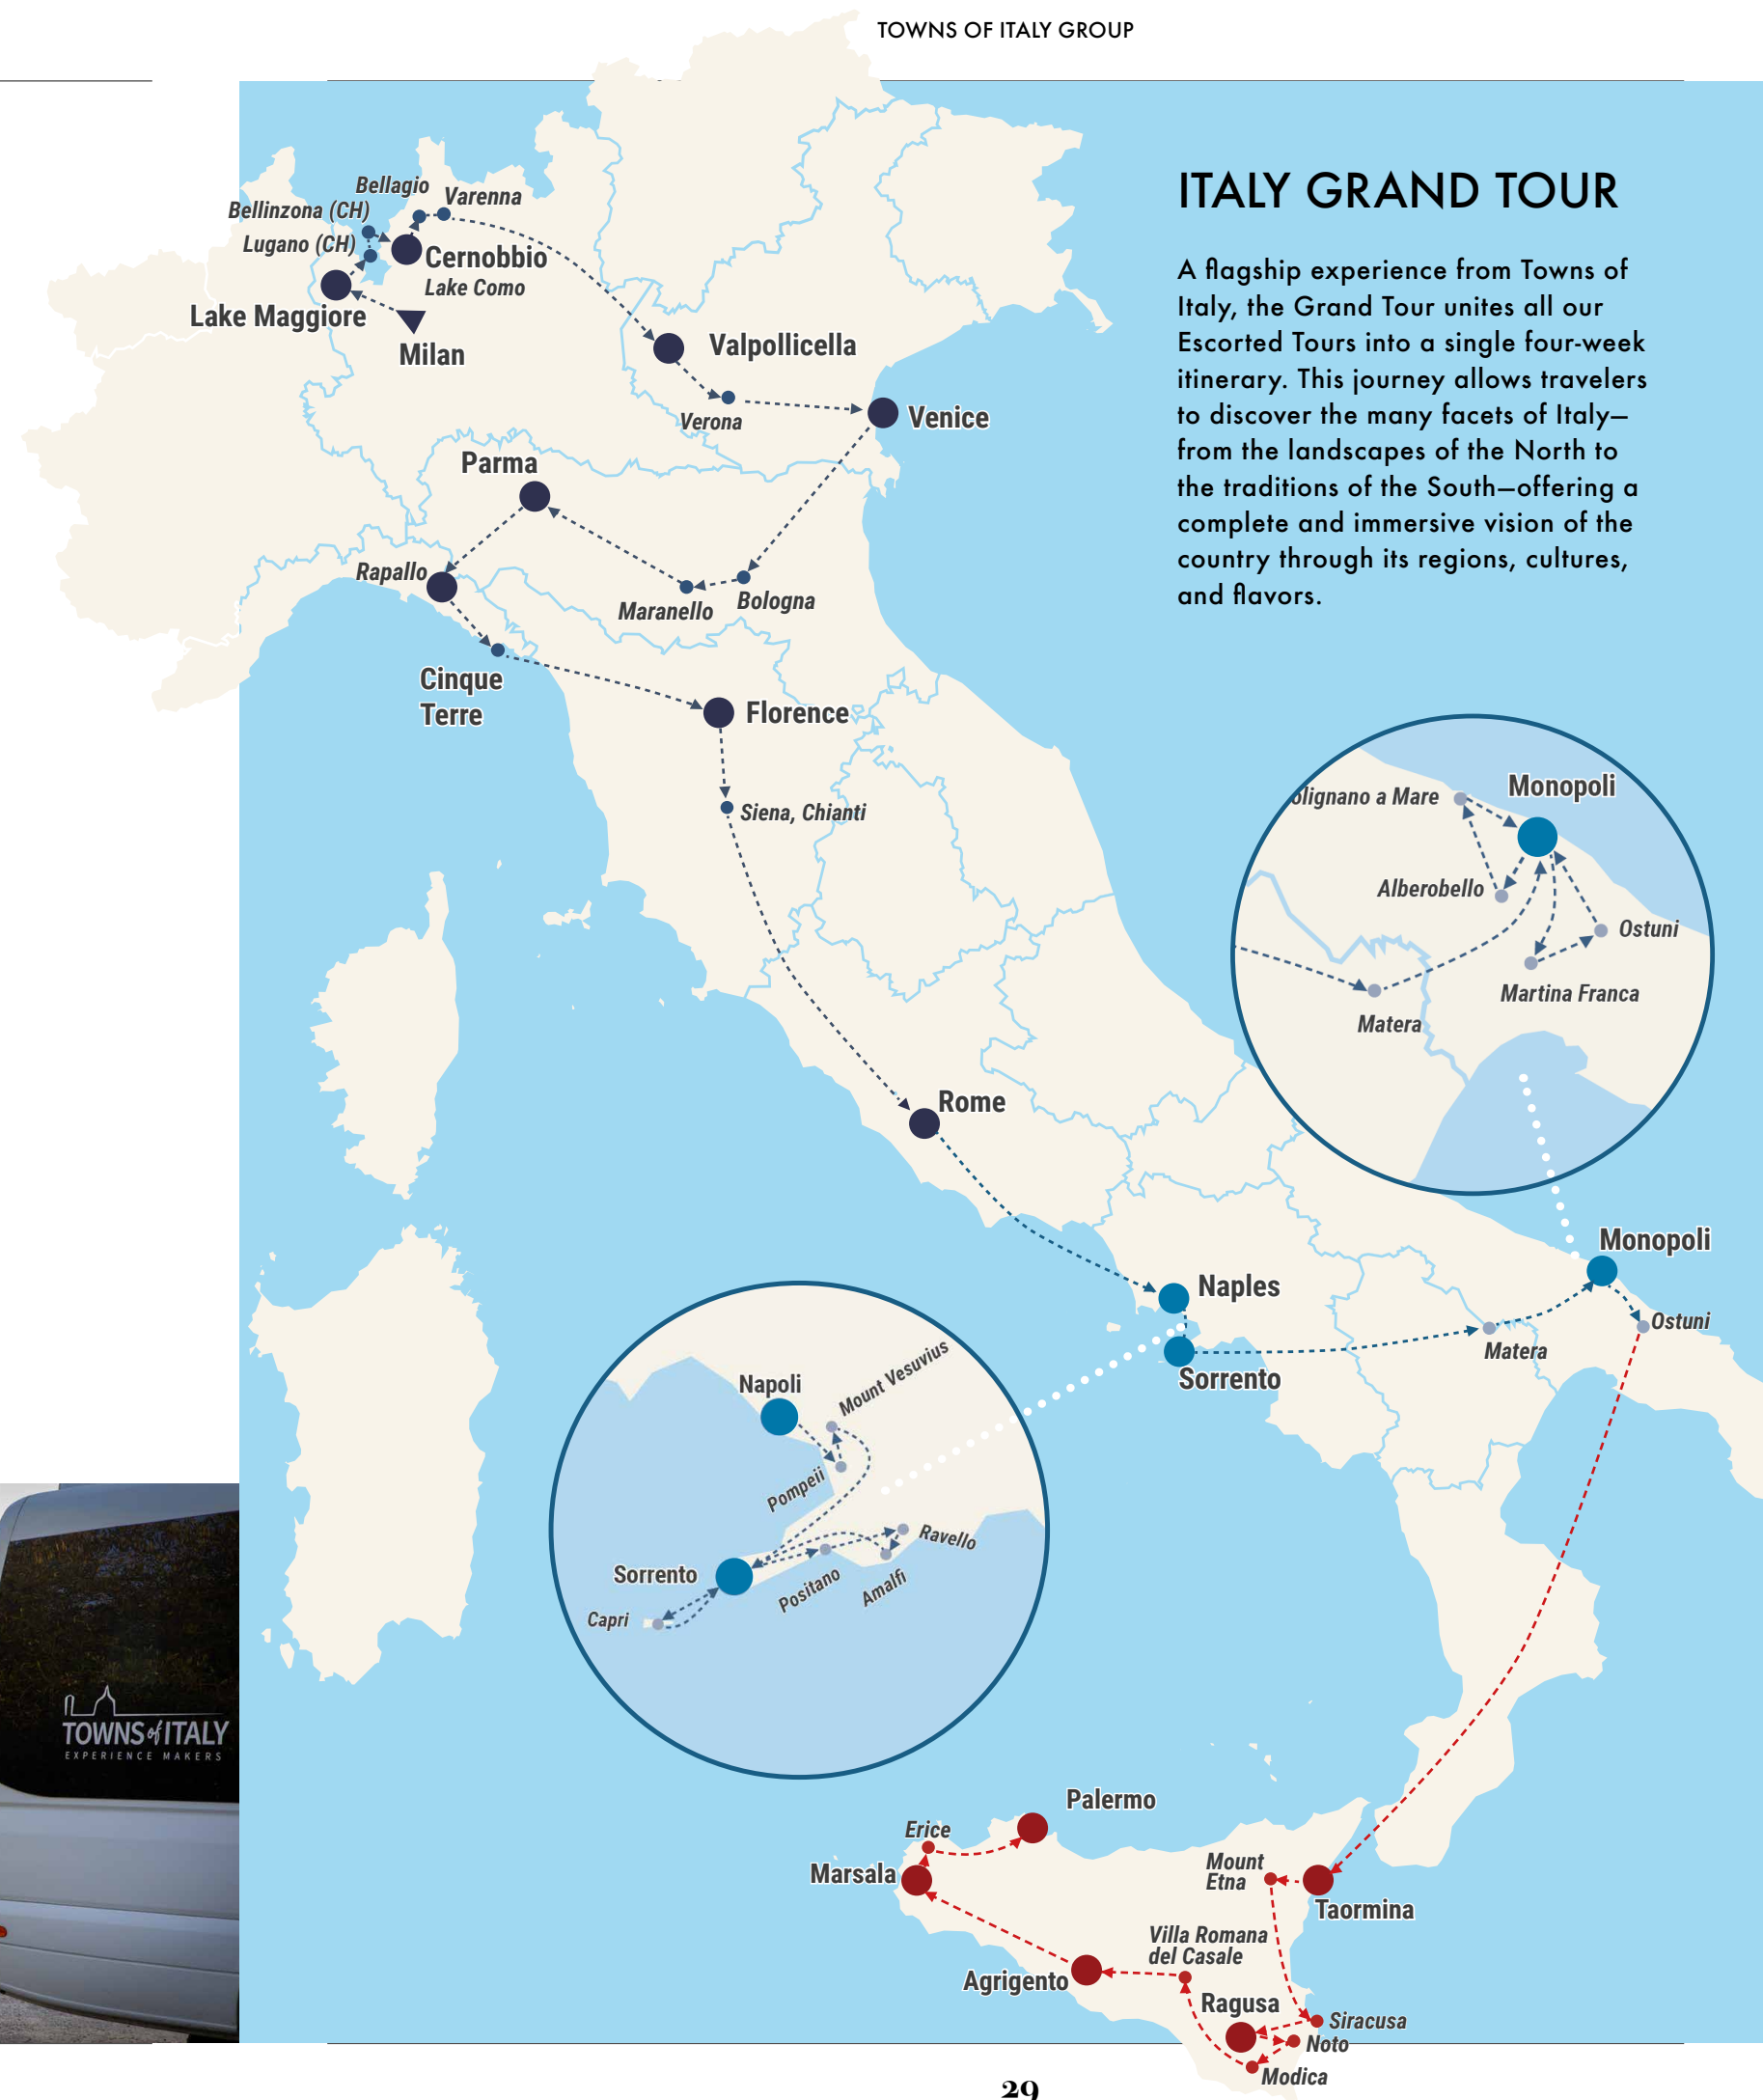 TOWNS OF ITALY GROUP
ITALY GRAND TOUR
A flagship experience from Towns of
Italy, the Grand Tour unites all our
Escorted Tours into a single four-week
itinerary. This journey allows travelers
to discover the many facets of Italy—
from the landscapes of the North to
the traditions of the South—offering a
complete and immersive vision of the
country through its regions, cultures,
and flavors.
Bellagio
Varenna
Bellinzona (CH)
Lugano (CH)
Cernobbio
Lake Como
Lake Maggiore
Milan
Valpollicella
Verona
Venice
Parma
Rapallo
Maranello
Bologna
Cinque
Terre
Florence
Siena, Chianti
Rome
olignano a Mare
Monopoli
Alberobello
Ostuni
Martina Franca
Matera
Naples
Sorrento
Matera
Monopoli
Ostuni
Napoli
Mount Vesuvius
Pompeii
Sorrento
Capri
Positano
Amalfi
Ravello
Palermo
Erice
Marsala
Mount
Etna
Taormina
Villa Romana
del Casale
Agrigento
Ragusa
Siracusa
Noto
Modica
TOWNS of ITALY
EXPERIENCE MAKERS
29